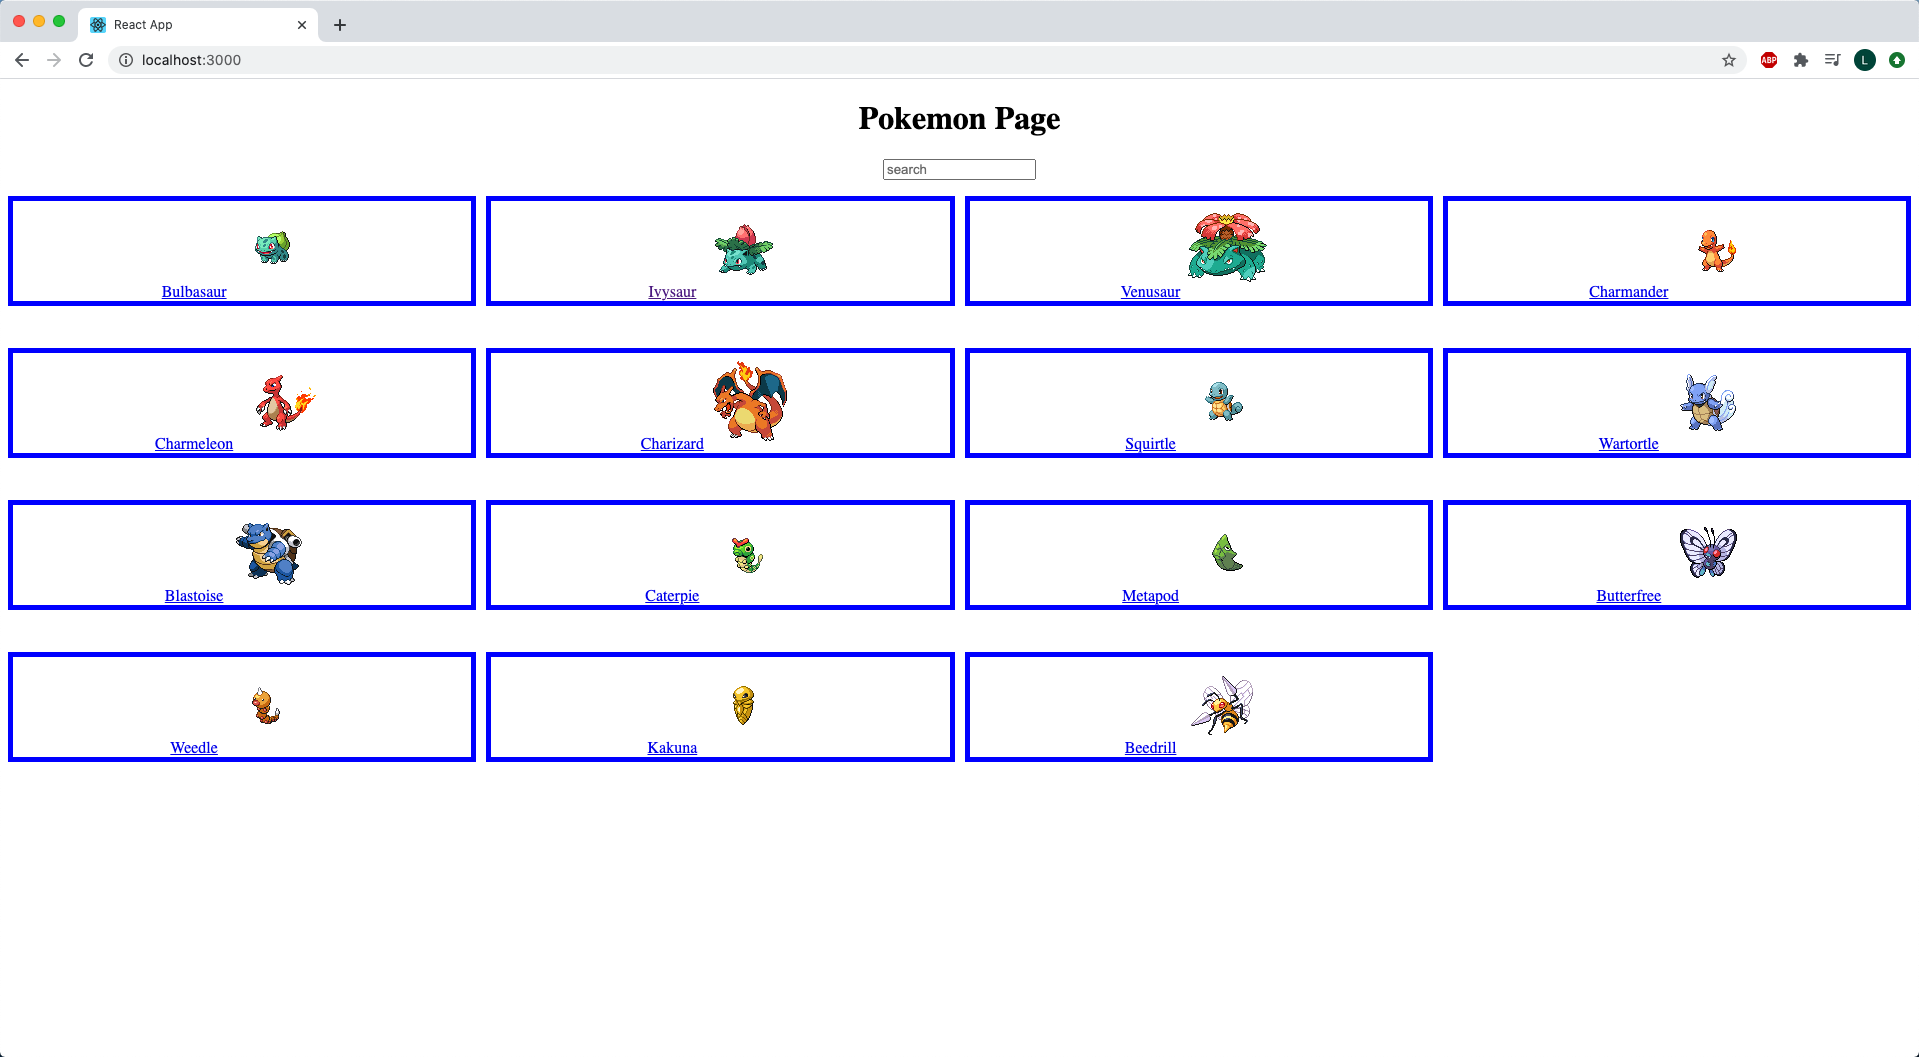 React App
localhost:3000
ABP
L
Pokemon Page
search
Bulbasaur
Ivysaur
Venusaur
Charmander
Charmeleon
Charizard
Squirtle
Wartortle
Blastoise
Caterpie
Metapod
Butterfree
Weedle
Kakuna
Beedrill